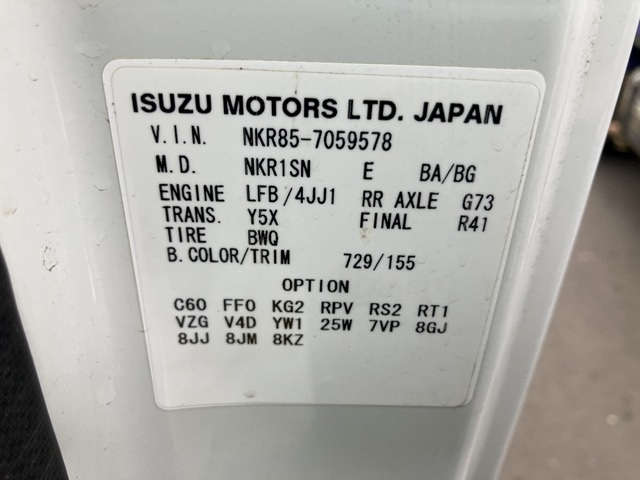 ISUZU MOTORS LTD. JAPAN
V.I.N. NKR85-7059578
M.D. NKR1SN E BA/BG
ENGINE LFB/4JJ1 RR AXLE G73
TRANS. Y5X FINAL R41
TIRE BWQ
B.COLOR/TRIM 729/155
OPTION
C60 FF0 KG2 RPV RS2 RT1
VZG V4D YW1 25W 7VP 8GJ
8JJ 8JM 8KZ